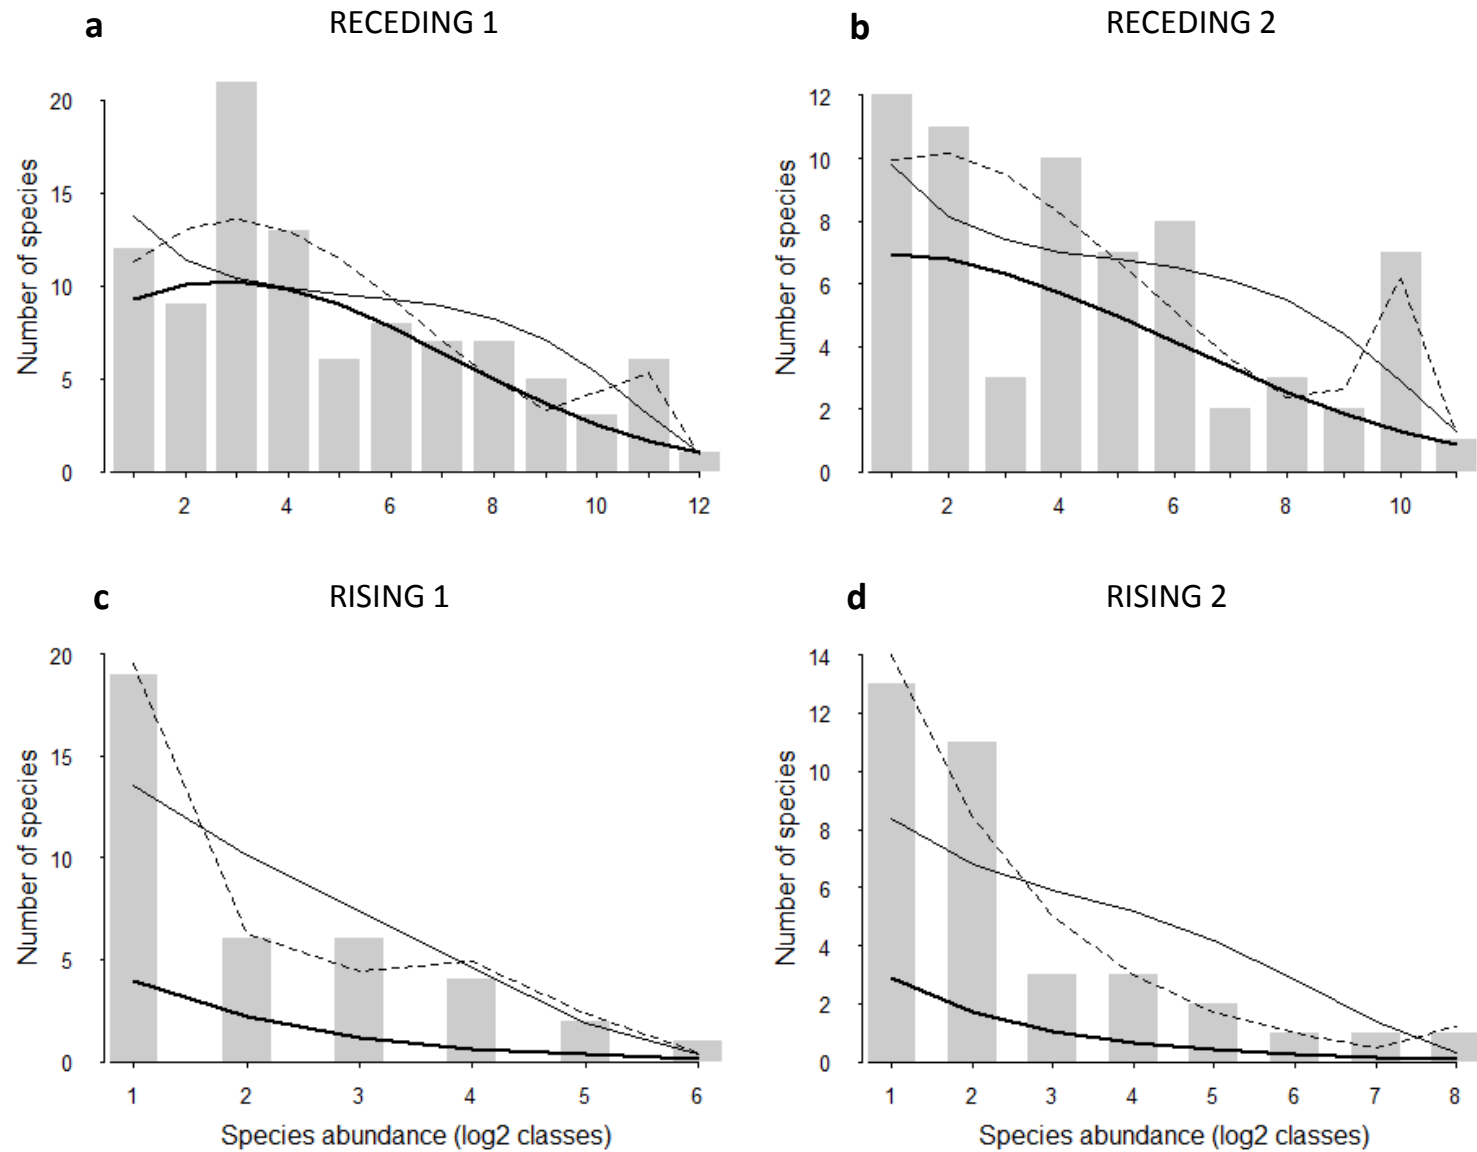 a RECEDING 1
b RECEDING 2
Number of species
20
15
10
5
0
2 4 6 8 10 12
Number of species
12
10
8
6
4
2
0
2 4 6 8 10
c RISING 1
d RISING 2
Number of species
20
15
10
5
0
1 2 3 4 5 6
Species abundance (log2 classes)
Number of species
14
12
10
8
6
4
2
0
1 2 3 4 5 6 7 8
Species abundance (log2 classes)